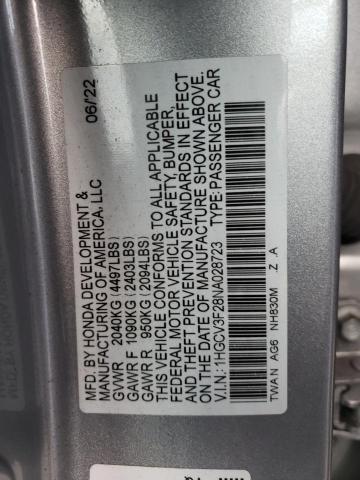 MFD. BY HONDA DEVELOPMENT & 06/22
MANUFACTURING OF AMERICA, LLC
GVWR 2040KG (4497LBS)
GAWR F 1090KG (2403LBS)
GAWR R 950KG (2094LBS)
THIS VEHICLE CONFORMS TO ALL APPLICABLE
FEDERAL MOTOR VEHICLE SAFETY, BUMPER,
AND THEFT PREVENTION STANDARDS IN EFFECT
ON THE DATE OF MANUFACTURE SHOWN ABOVE.
V.I.N.: 1HGCV3F28NA028723 TYPE: PASSENGER CAR
TWA N AG6 NH830M .Z .A